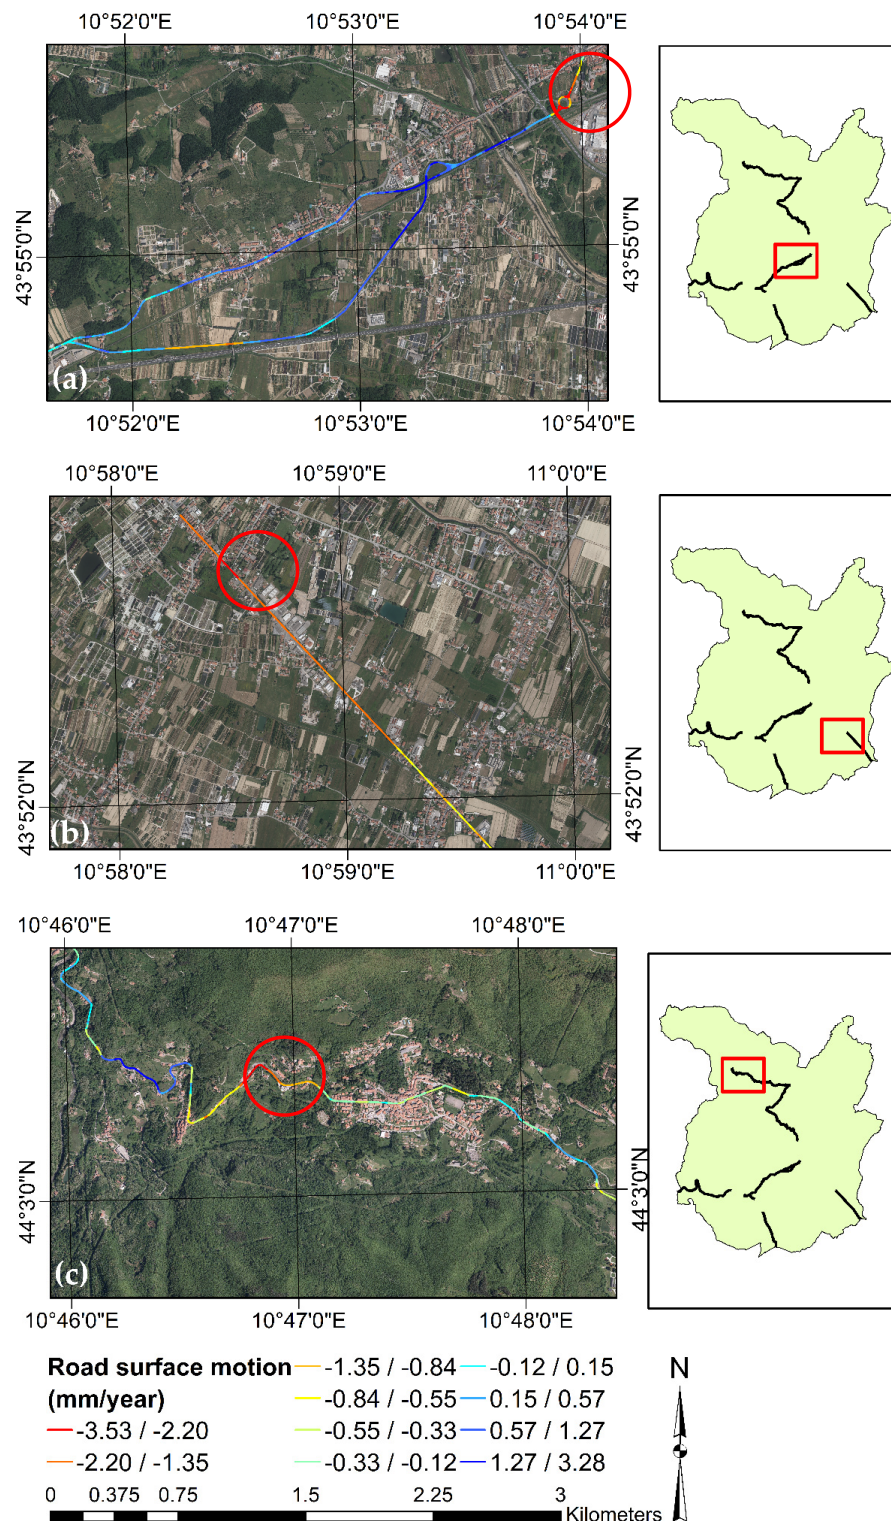 10°52'0"E 10°53'0"E 10°54'0"E
43°55'0"N 43°55'0"N
(a)
10°52'0"E 10°53'0"E 10°54'0"E
10°58'0"E 10°59'0"E 11°0'0"E
43°52'0"N 43°52'0"N
(b)
10°58'0"E 10°59'0"E 11°0'0"E
10°46'0"E 10°47'0"E 10°48'0"E
44°3'0"N 44°3'0"N
(c)
10°46'0"E 10°47'0"E 10°48'0"E
Road surface motion
(mm/year)
-3.53 / -2.20
-2.20 / -1.35
-1.35 / -0.84
-0.84 / -0.55
-0.55 / -0.33
-0.33 / -0.12
-0.12 / 0.15
0.15 / 0.57
0.57 / 1.27
1.27 / 3.28
N
0 0.375 0.75 1.5 2.25 3
Kilometers